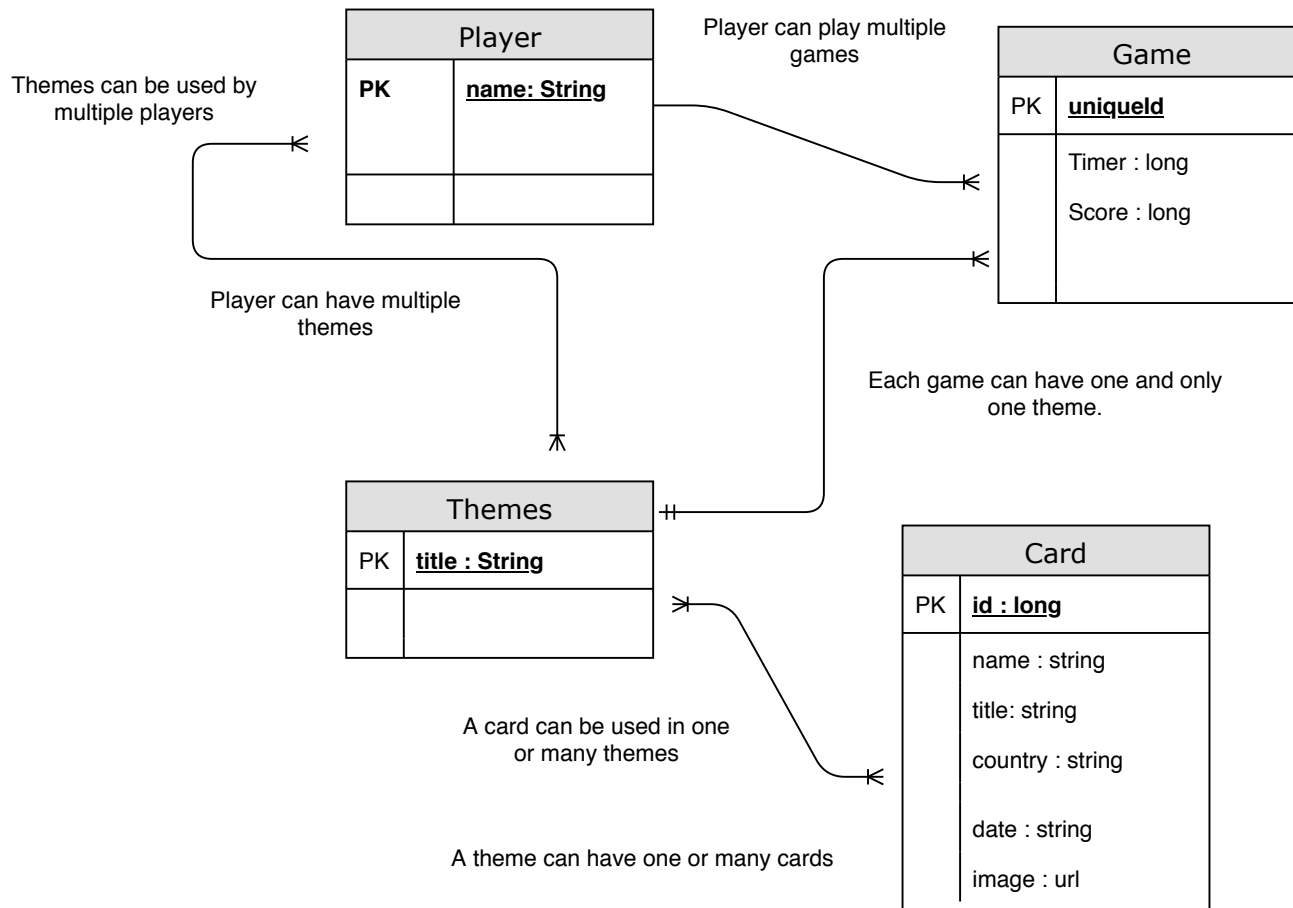 Player
PK
name: String
Player can play multiple
games
Game
PK
uniqueId
Timer : long
Score : long
Themes can be used by
multiple players
Player can have multiple
themes
Each game can have one and only
one theme.
Themes
PK
title : String
Card
PK
id : long
name : string
title: string
country : string
date : string
image : url
A card can be used in one
or many themes
A theme can have one or many cards